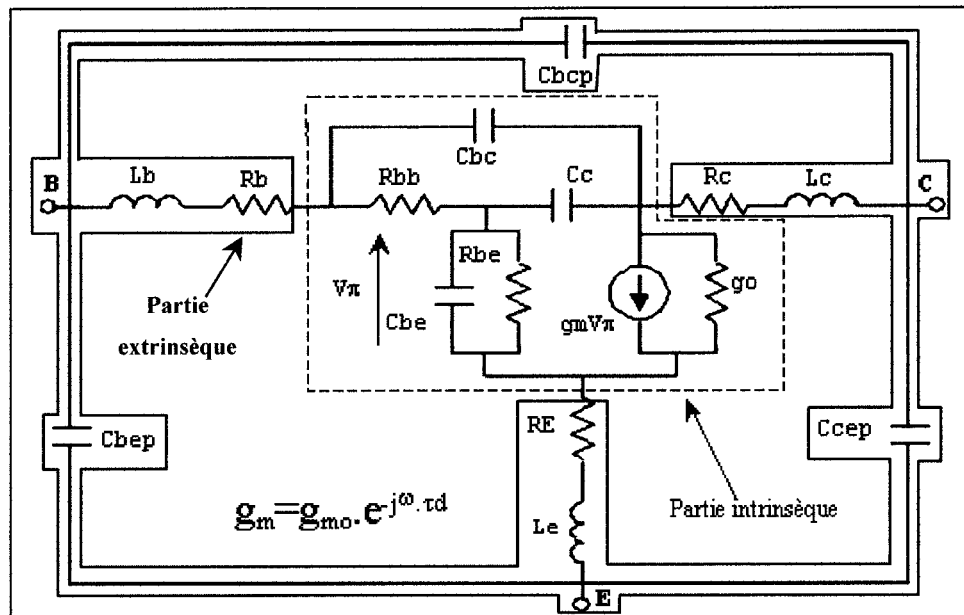 Cbcp
Cbc
B
Lb
Rb
Rbb
Cc
Rc
Lc
C
Vπ
Rbe
Cbe
gmVπ
go
Partie
extrinsèque
Cbep
RE
Ccep
Le
Partie intrinsèque
gm=gmo.e-jω.τd
E